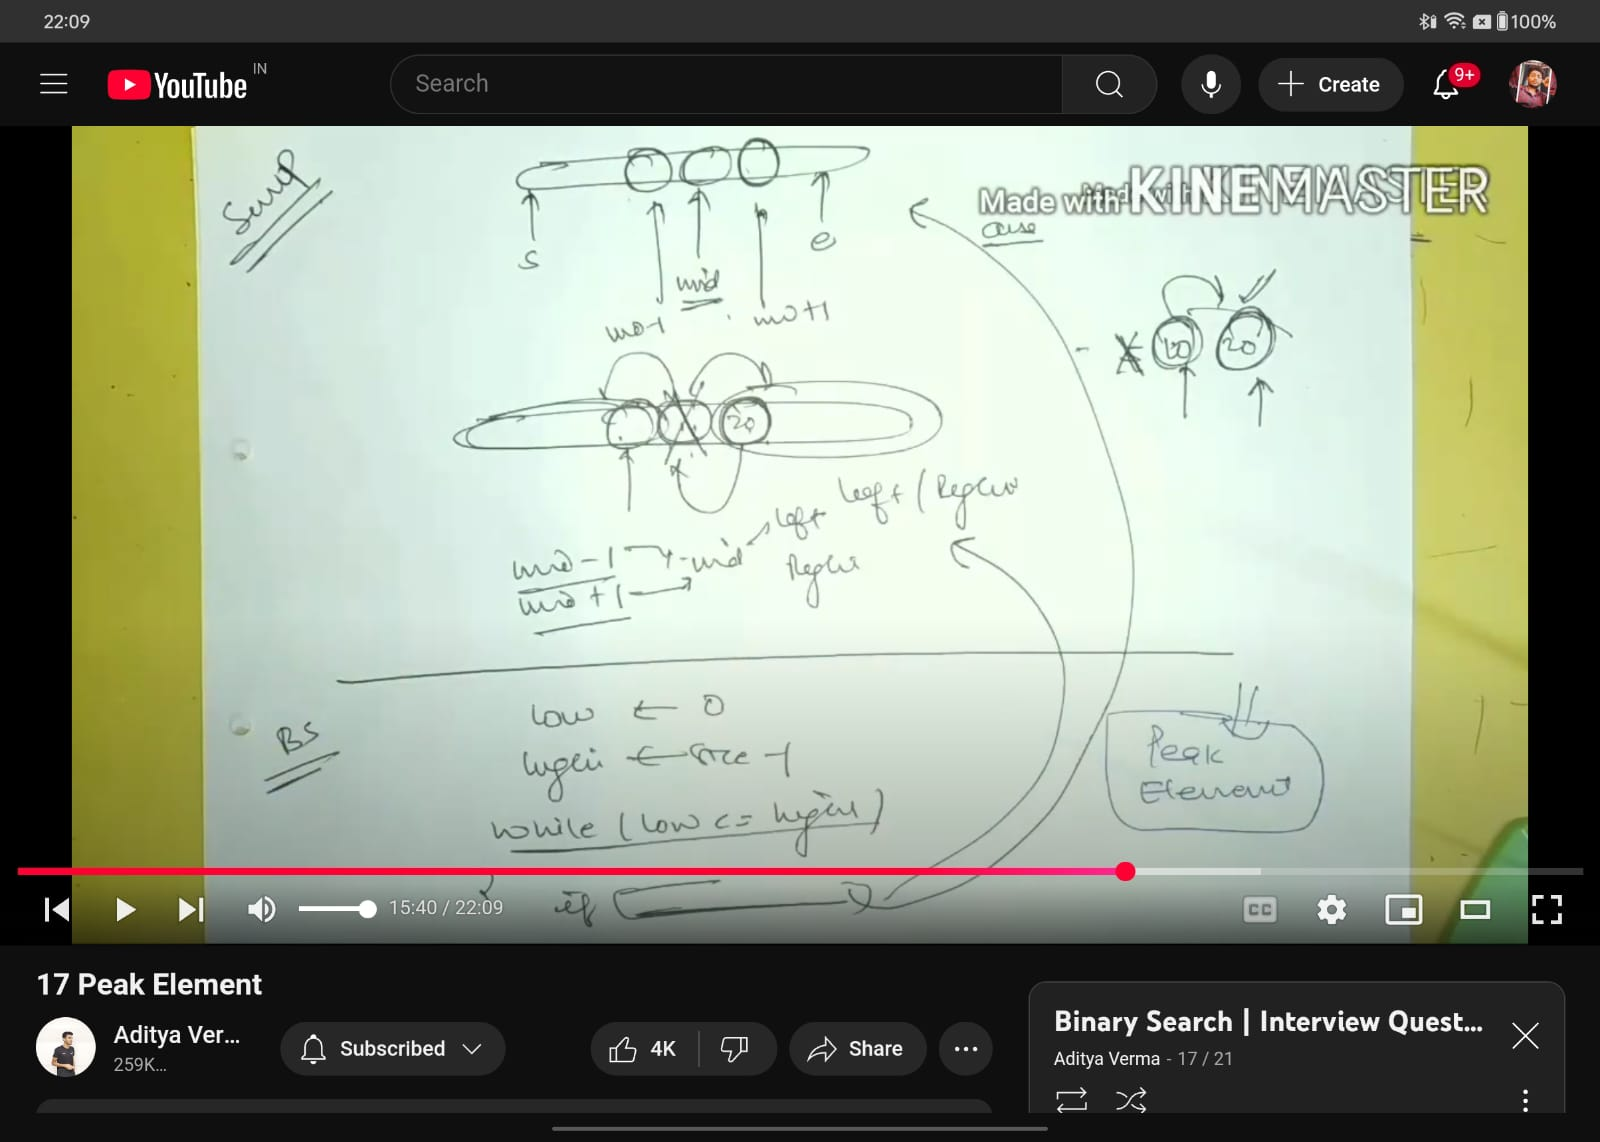 22:09
100%
YouTube IN
Search
Create
9+
Made with KINEMASTER
case
s
mid
e
mid+1
10 20
20
left / Right
mid-1 mid left
mid+1 Right
BS
low ← 0
high ← size -1
while (low <= high)
Peak
Element
if
15:40 / 22:09
CC
17 Peak Element
Aditya Ver...
259K...
Subscribed
4K
Share
Binary Search | Interview Quest...
Aditya Verma - 17 / 21